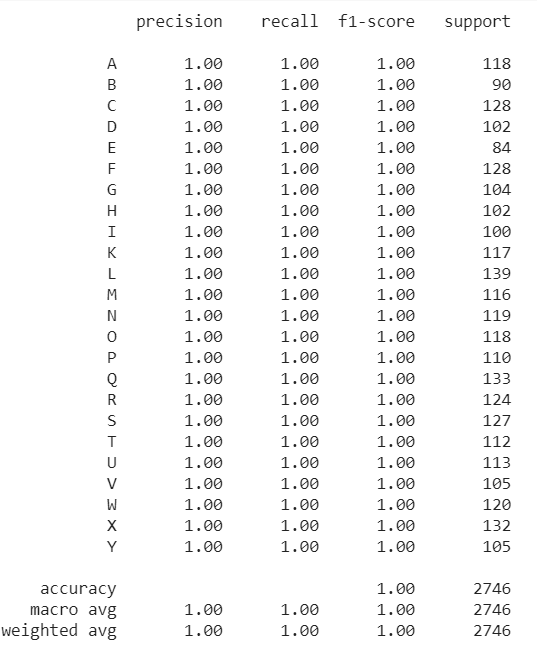 precision recall f1-score support
A 1.00 1.00 1.00 118
B 1.00 1.00 1.00 90
C 1.00 1.00 1.00 128
D 1.00 1.00 1.00 102
E 1.00 1.00 1.00 84
F 1.00 1.00 1.00 128
G 1.00 1.00 1.00 104
H 1.00 1.00 1.00 102
I 1.00 1.00 1.00 100
K 1.00 1.00 1.00 117
L 1.00 1.00 1.00 139
M 1.00 1.00 1.00 116
N 1.00 1.00 1.00 119
O 1.00 1.00 1.00 118
P 1.00 1.00 1.00 110
Q 1.00 1.00 1.00 133
R 1.00 1.00 1.00 124
S 1.00 1.00 1.00 127
T 1.00 1.00 1.00 112
U 1.00 1.00 1.00 113
V 1.00 1.00 1.00 105
W 1.00 1.00 1.00 120
X 1.00 1.00 1.00 132
Y 1.00 1.00 1.00 105
accuracy 1.00 2746
macro avg 1.00 1.00 1.00 2746
weighted avg 1.00 1.00 1.00 2746